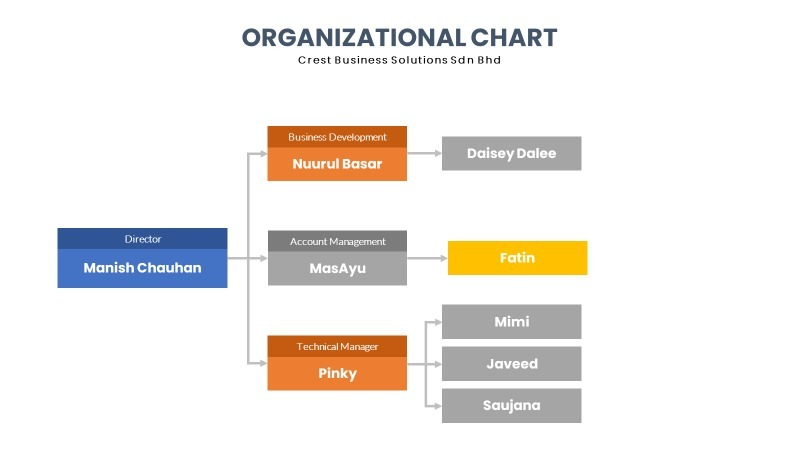 ORGANIZATIONAL CHART
Crest Business Solutions Sdn Bhd
Director
Manish Chauhan
Business Development
Nuurul Basar
Daisey Dalee
Account Management
MasAyu
Fatin
Technical Manager
Pinky
Mimi
Javeed
Saujana